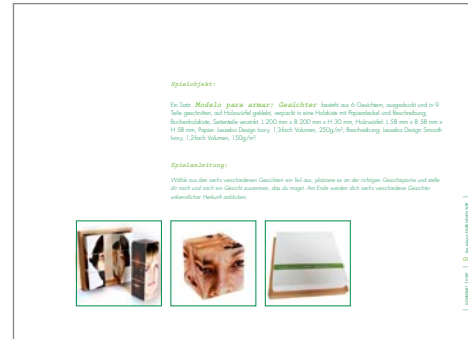 Spielobjekt:
Ein Satz Modelo para armar: Gesichter besteht aus 6 Gesichtern, ausgedruckt und in 9
Teile geschnitten, auf Holzwürfel geklebt, verpackt in eine Holzkiste mit Papierdeckel und Beschreibung;
Buchenholzkiste, Seitenteile verzinkt: L 200 mm x B 200 mm x H 30 mm, Holzwürfel: L 58 mm x B 58 mm x
H 58 mm, Papier: Lessebo Design Ivory, 1,3fach Volumen, 250g/m², Beschreibung: Lessebo Design Smooth
Ivory, 1,2fach Volumen, 150g/m²
Spielanleitung:
Wähle aus den sechs verschiedenen Gesichtern ein Teil aus, platziere es an der richtigen Gesichtspartie und stelle
dir nach und nach ein Gesicht zusammen, das du magst. Am Ende werden dich sechs verschiedene Gesichter
unkenntlicher Herkunft anblicken.